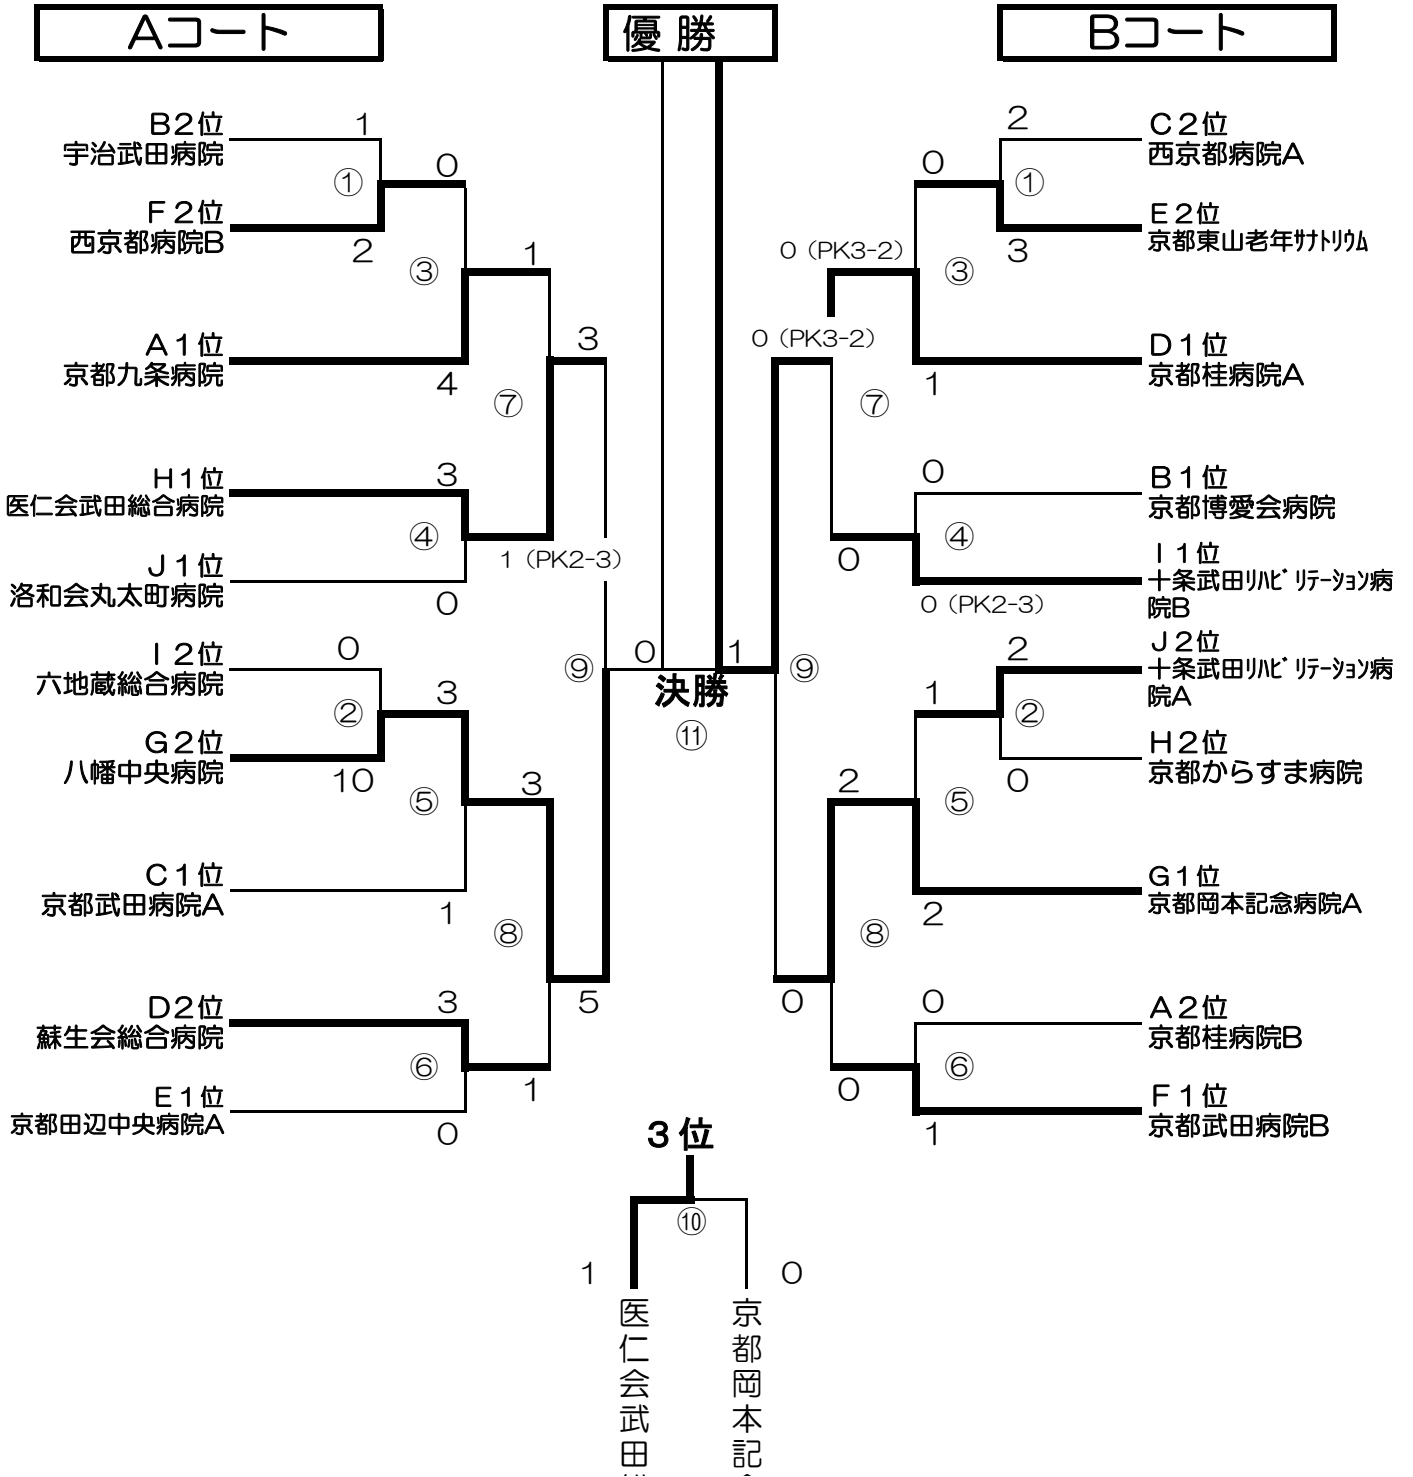 Aコート
優 勝
Bコート
B2位
宇治武田病院
1
①
0
F2位
西京都病院B
2
③
1
A1位
京都九条病院
4
⑦
3
H1位
医仁会武田総合病院
3
④
1(PK2-3)
J1位
洛和会丸太町病院
0
I2位
六地蔵総合病院
0
②
3
G2位
八幡中央病院
10
⑤
3
C1位
京都武田病院A
1
⑧
5
D2位
蘇生会総合病院
3
⑥
1
E1位
京都田辺中央病院A
0
⑨
0
1
⑨
決勝
⑪
C2位
西京都病院A
2
①
0
E2位
京都東山老年サナトリウム
3
③
0(PK3-2)
0(PK3-2)
D1位
京都桂病院A
1
⑦
B1位
京都博愛会病院
0
④
0
I1位
十条武田リハビリテーション病
院B
0(PK2-3)
J2位
十条武田リハビリテーション病
院A
2
②
1
H2位
京都からすま病院
0
⑤
2
G1位
京都岡本記念病院A
2
⑧
0
A2位
京都桂病院B
0
⑥
0
F1位
京都武田病院B
1
3位
⑩
1
0
医仁会武田
京都岡本記